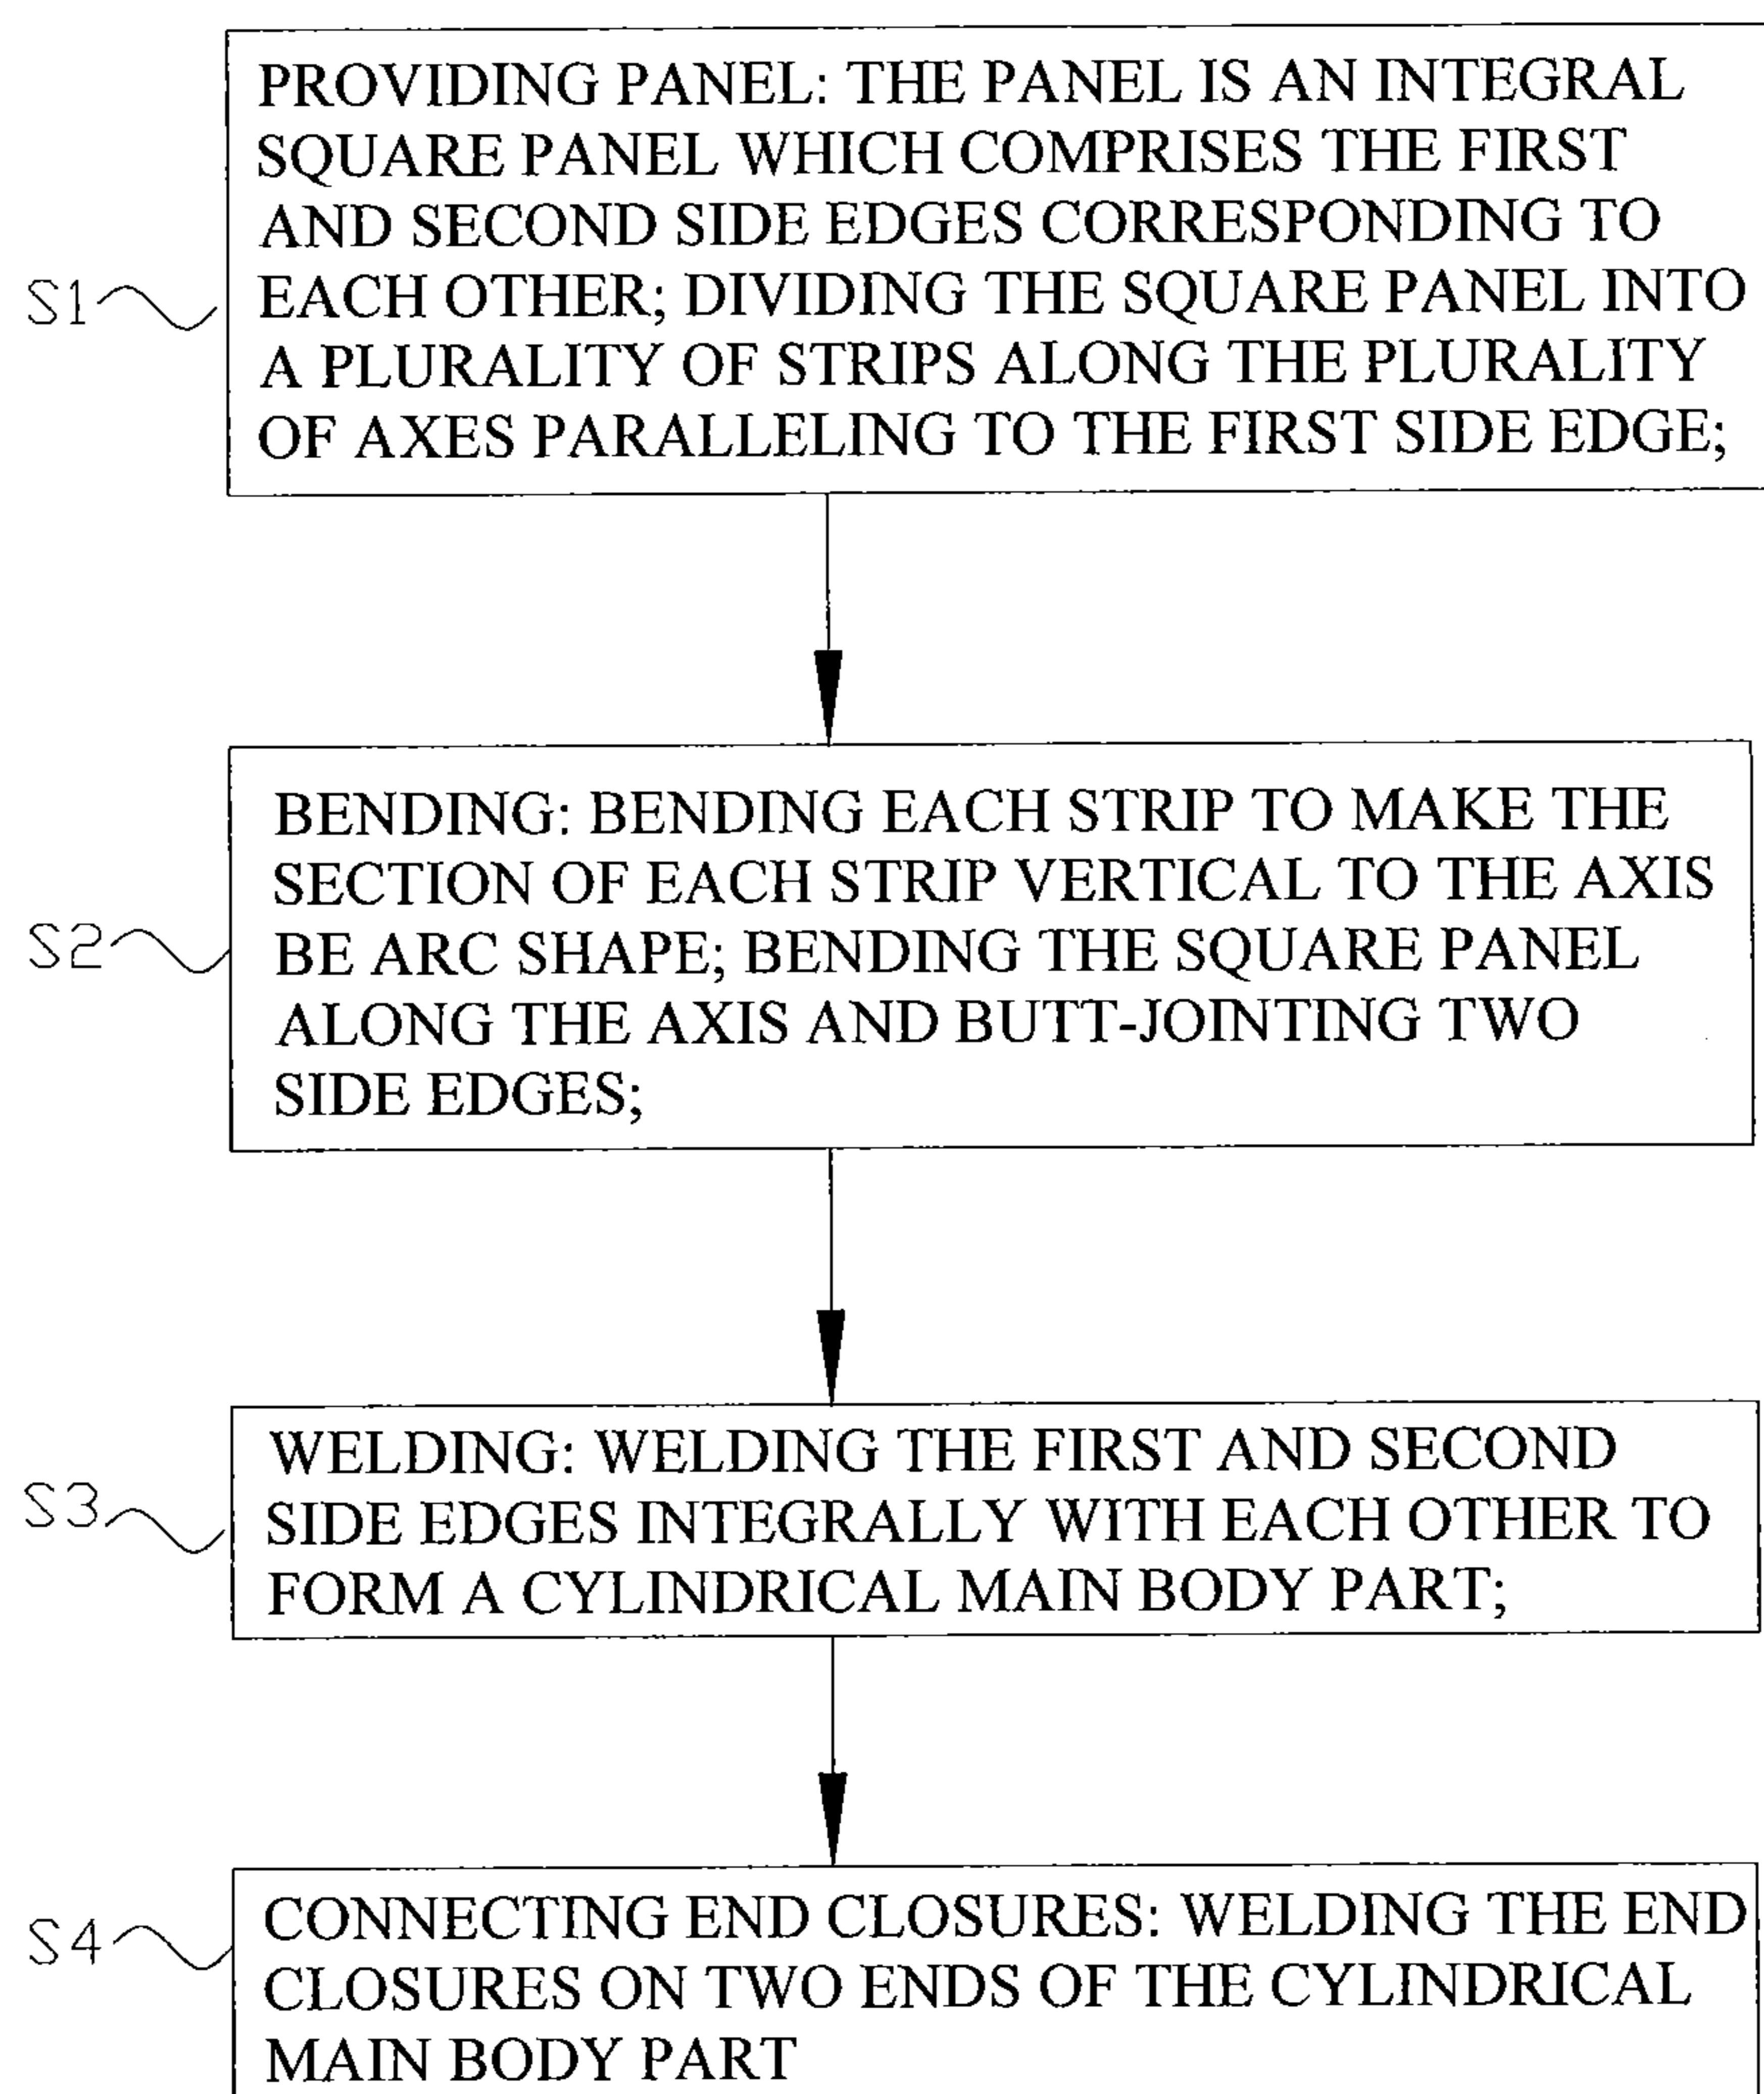 PROVIDING PANEL: THE PANEL IS AN INTEGRAL
SQUARE PANEL WHICH COMPRISES THE FIRST
AND SECOND SIDE EDGES CORRESPONDING TO
S1 EACH OTHER; DIVIDING THE SQUARE PANEL INTO
A PLURALITY OF STRIPS ALONG THE PLURALITY
OF AXES PARALLELING TO THE FIRST SIDE EDGE;
BENDING: BENDING EACH STRIP TO MAKE THE
SECTION OF EACH STRIP VERTICAL TO THE AXIS
S2 BE ARC SHAPE; BENDING THE SQUARE PANEL
ALONG THE AXIS AND BUTT-JOINTING TWO
SIDE EDGES;
WELDING: WELDING THE FIRST AND SECOND
S3 SIDE EDGES INTEGRALLY WITH EACH OTHER TO
FORM A CYLINDRICAL MAIN BODY PART;
S4 CONNECTING END CLOSURES: WELDING THE END
CLOSURES ON TWO ENDS OF THE CYLINDRICAL
MAIN BODY PART